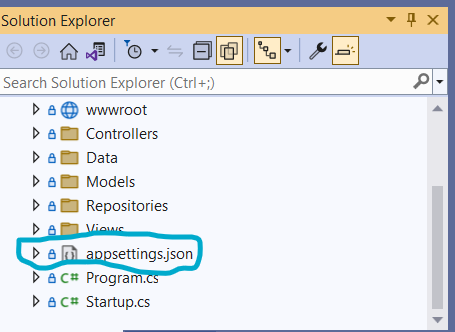 Solution Explorer
Search Solution Explorer (Ctrl+;)
wwwroot
Controllers
Data
Models
Repositories
Views
appsettings.json
C# Program.cs
C# Startup.cs